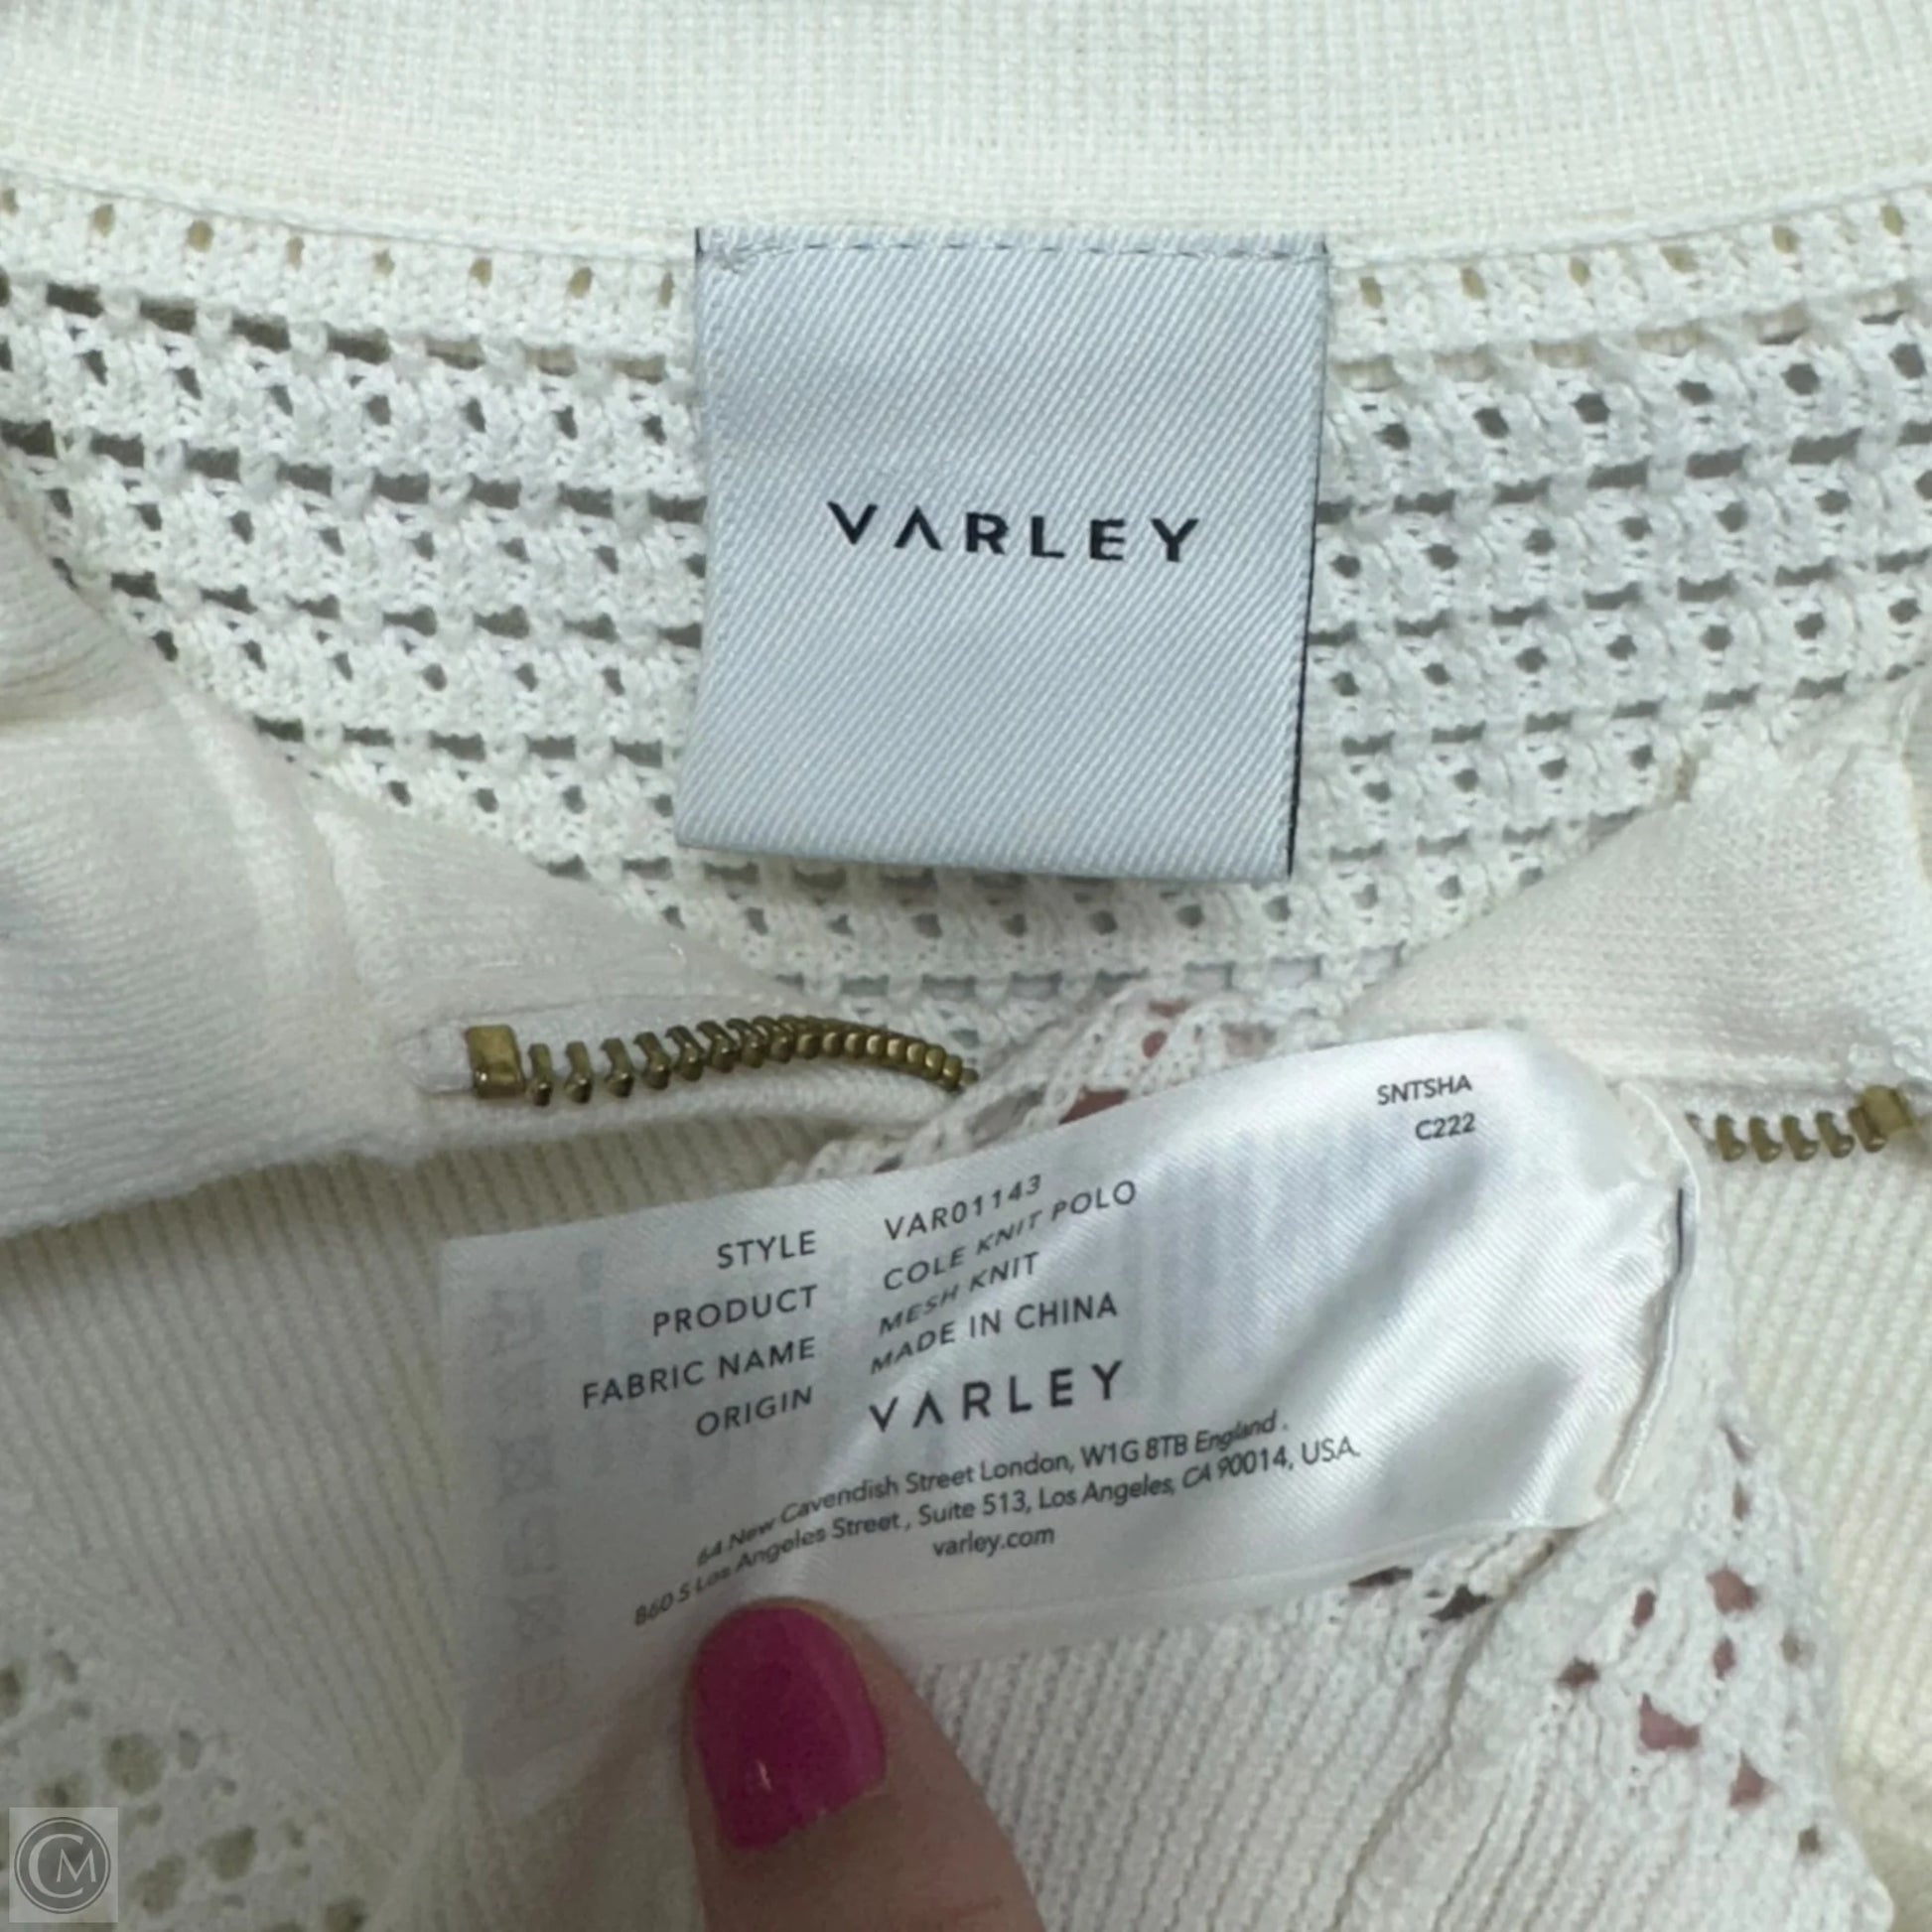 VARLEY
SNTSHA
C222
STYLE VAR01143
PRODUCT COLE KNIT POLO
FABRIC NAME MESH KNIT
ORIGIN MADE IN CHINA
VARLEY
64 New Cavendish Street London, W1G 8TB England .
860 S Los Angeles Street , Suite 513, Los Angeles, CA 90014, USA.
varley.com
CM